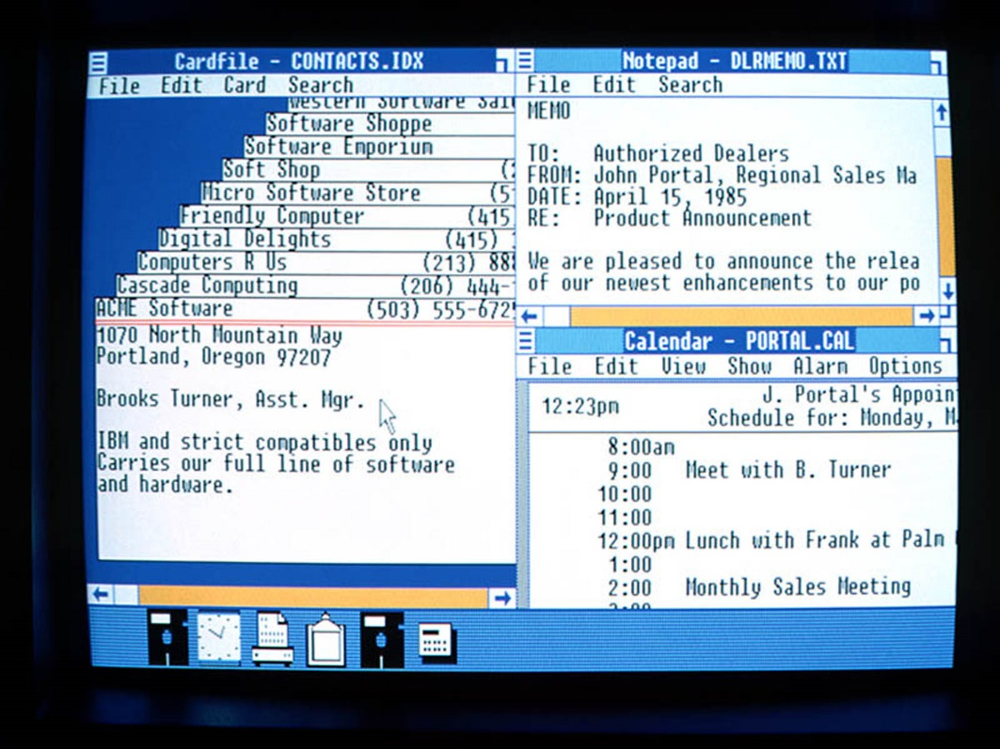 Cardfile - CONTACTS.IDX
File Edit Card Search
Western Software
Software Shoppe
Software Emporium
Soft Shop
Micro Software Store (5
Friendly Computer (415
Digital Delights (415)
Computers R Us (213) 88
Cascade Computing (206) 444-
ACME Software (503) 555-672
1070 North Mountain Way
Portland, Oregon 97207
Brooks Turner, Asst. Mgr.
IBM and strict compatibles only
Carries our full line of software
and hardware.
Notepad - DLRMEMO.TXT
File Edit Search
MEMO
TO: Authorized Dealers
FROM: John Portal, Regional Sales Ma
DATE: April 15, 1985
RE: Product Announcement
We are pleased to announce the relea
of our newest enhancements to our po
Calendar - PORTAL.CAL
File Edit View Show Alarm Options
12:23pm
J. Portal's Appoin
Schedule for: Monday, M
8:00am
9:00 Meet with B. Turner
10:00
11:00
12:00pm Lunch with Frank at Palm
1:00
2:00 Monthly Sales Meeting